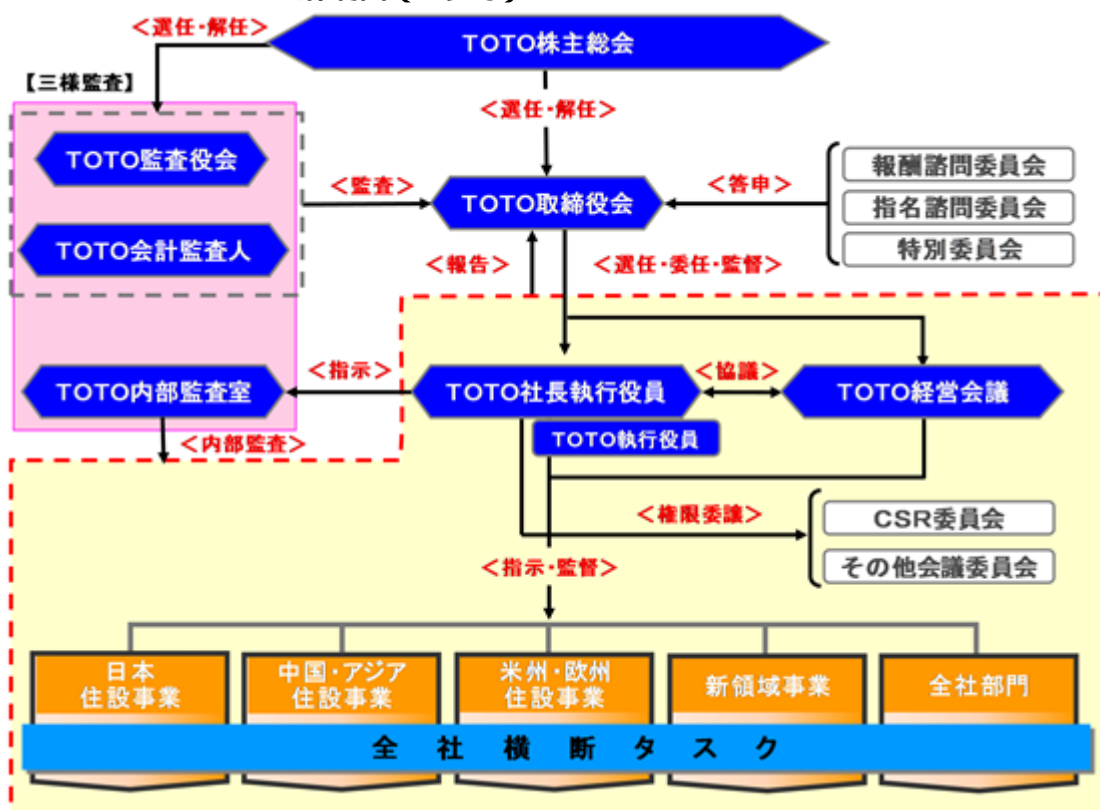 ＜選任・解任＞
TOTO株主総会
【三様監査】
＜選任・解任＞
TOTO監査役会
＜監査＞
TOTO取締役会
＜答申＞
報酬諮問委員会
指名諮問委員会
特別委員会
TOTO会計監査人
＜報告＞
＜選任・委任・監督＞
TOTO内部監査室
＜指示＞
TOTO社長執行役員
＜協議＞
TOTO経営会議
TOTO執行役員
＜内部監査＞
＜権限委譲＞
CSR委員会
その他会議委員会
＜指示・監督＞
日本
住設事業
中国・アジア
住設事業
米州・欧州
住設事業
新領域事業
全社部門
全社横断タスク